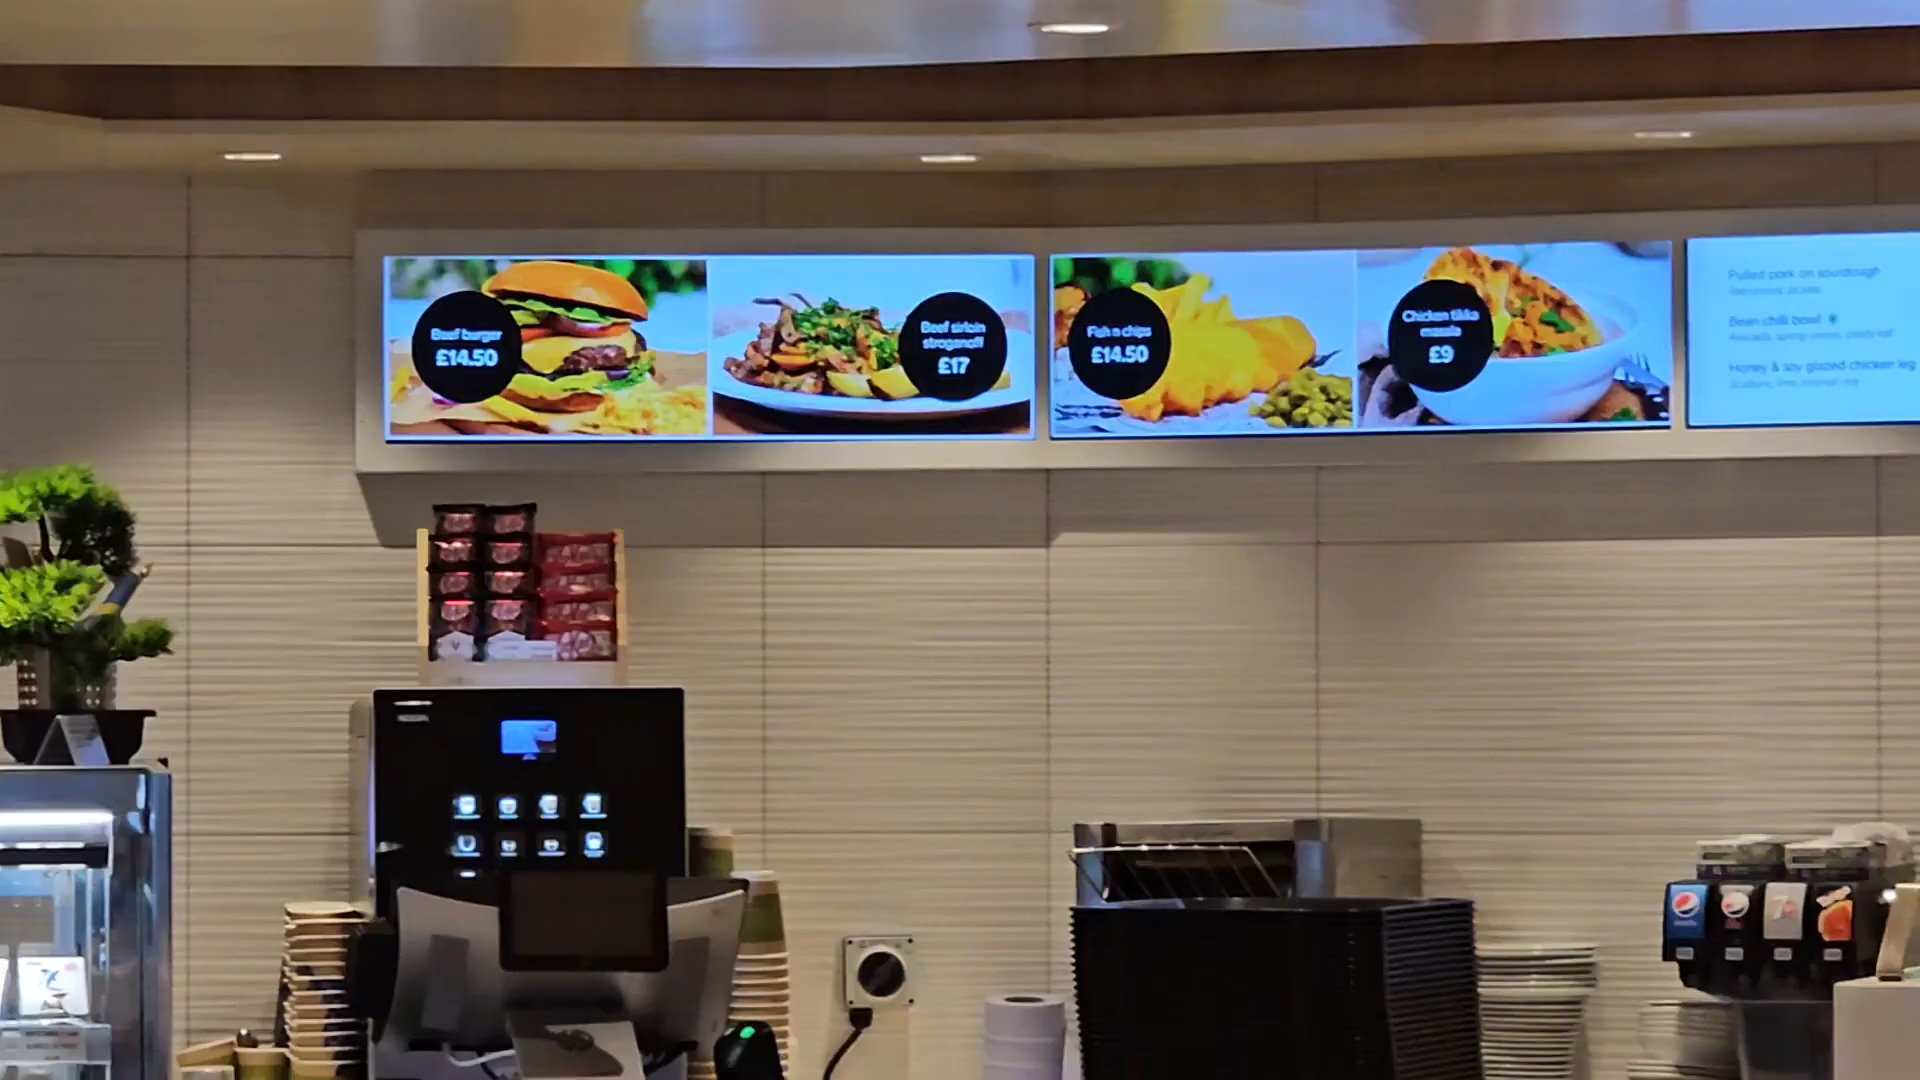 Beef burger
£14.50
Beef sirloin
stroganoff
£17
Fish n chips
£14.50
Chicken tikka
masala
£9
Pulled pork on sourdough
Bean chilli bowl
Honey & soy glazed chicken leg